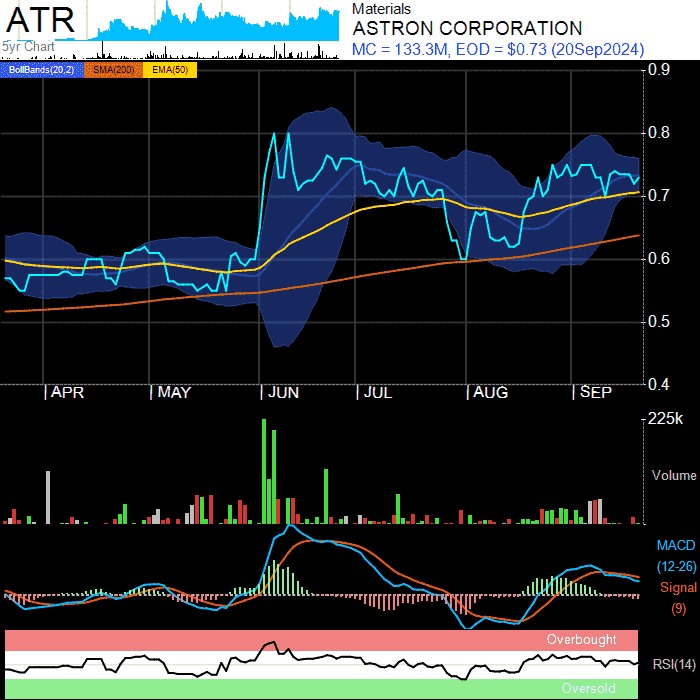 ATR
5yr Chart
Materials
ASTRON CORPORATION
MC = 133.3M, EOD = $0.73 (20Sep2024)
BollBands(20,2) SMA(200) EMA(50)
0.9
0.8
0.7
0.6
0.5
0.4
APR MAY JUN JUL AUG SEP
225k
Volume
MACD
(12-26)
Signal
(9)
Overbought
RSI(14)
Oversold